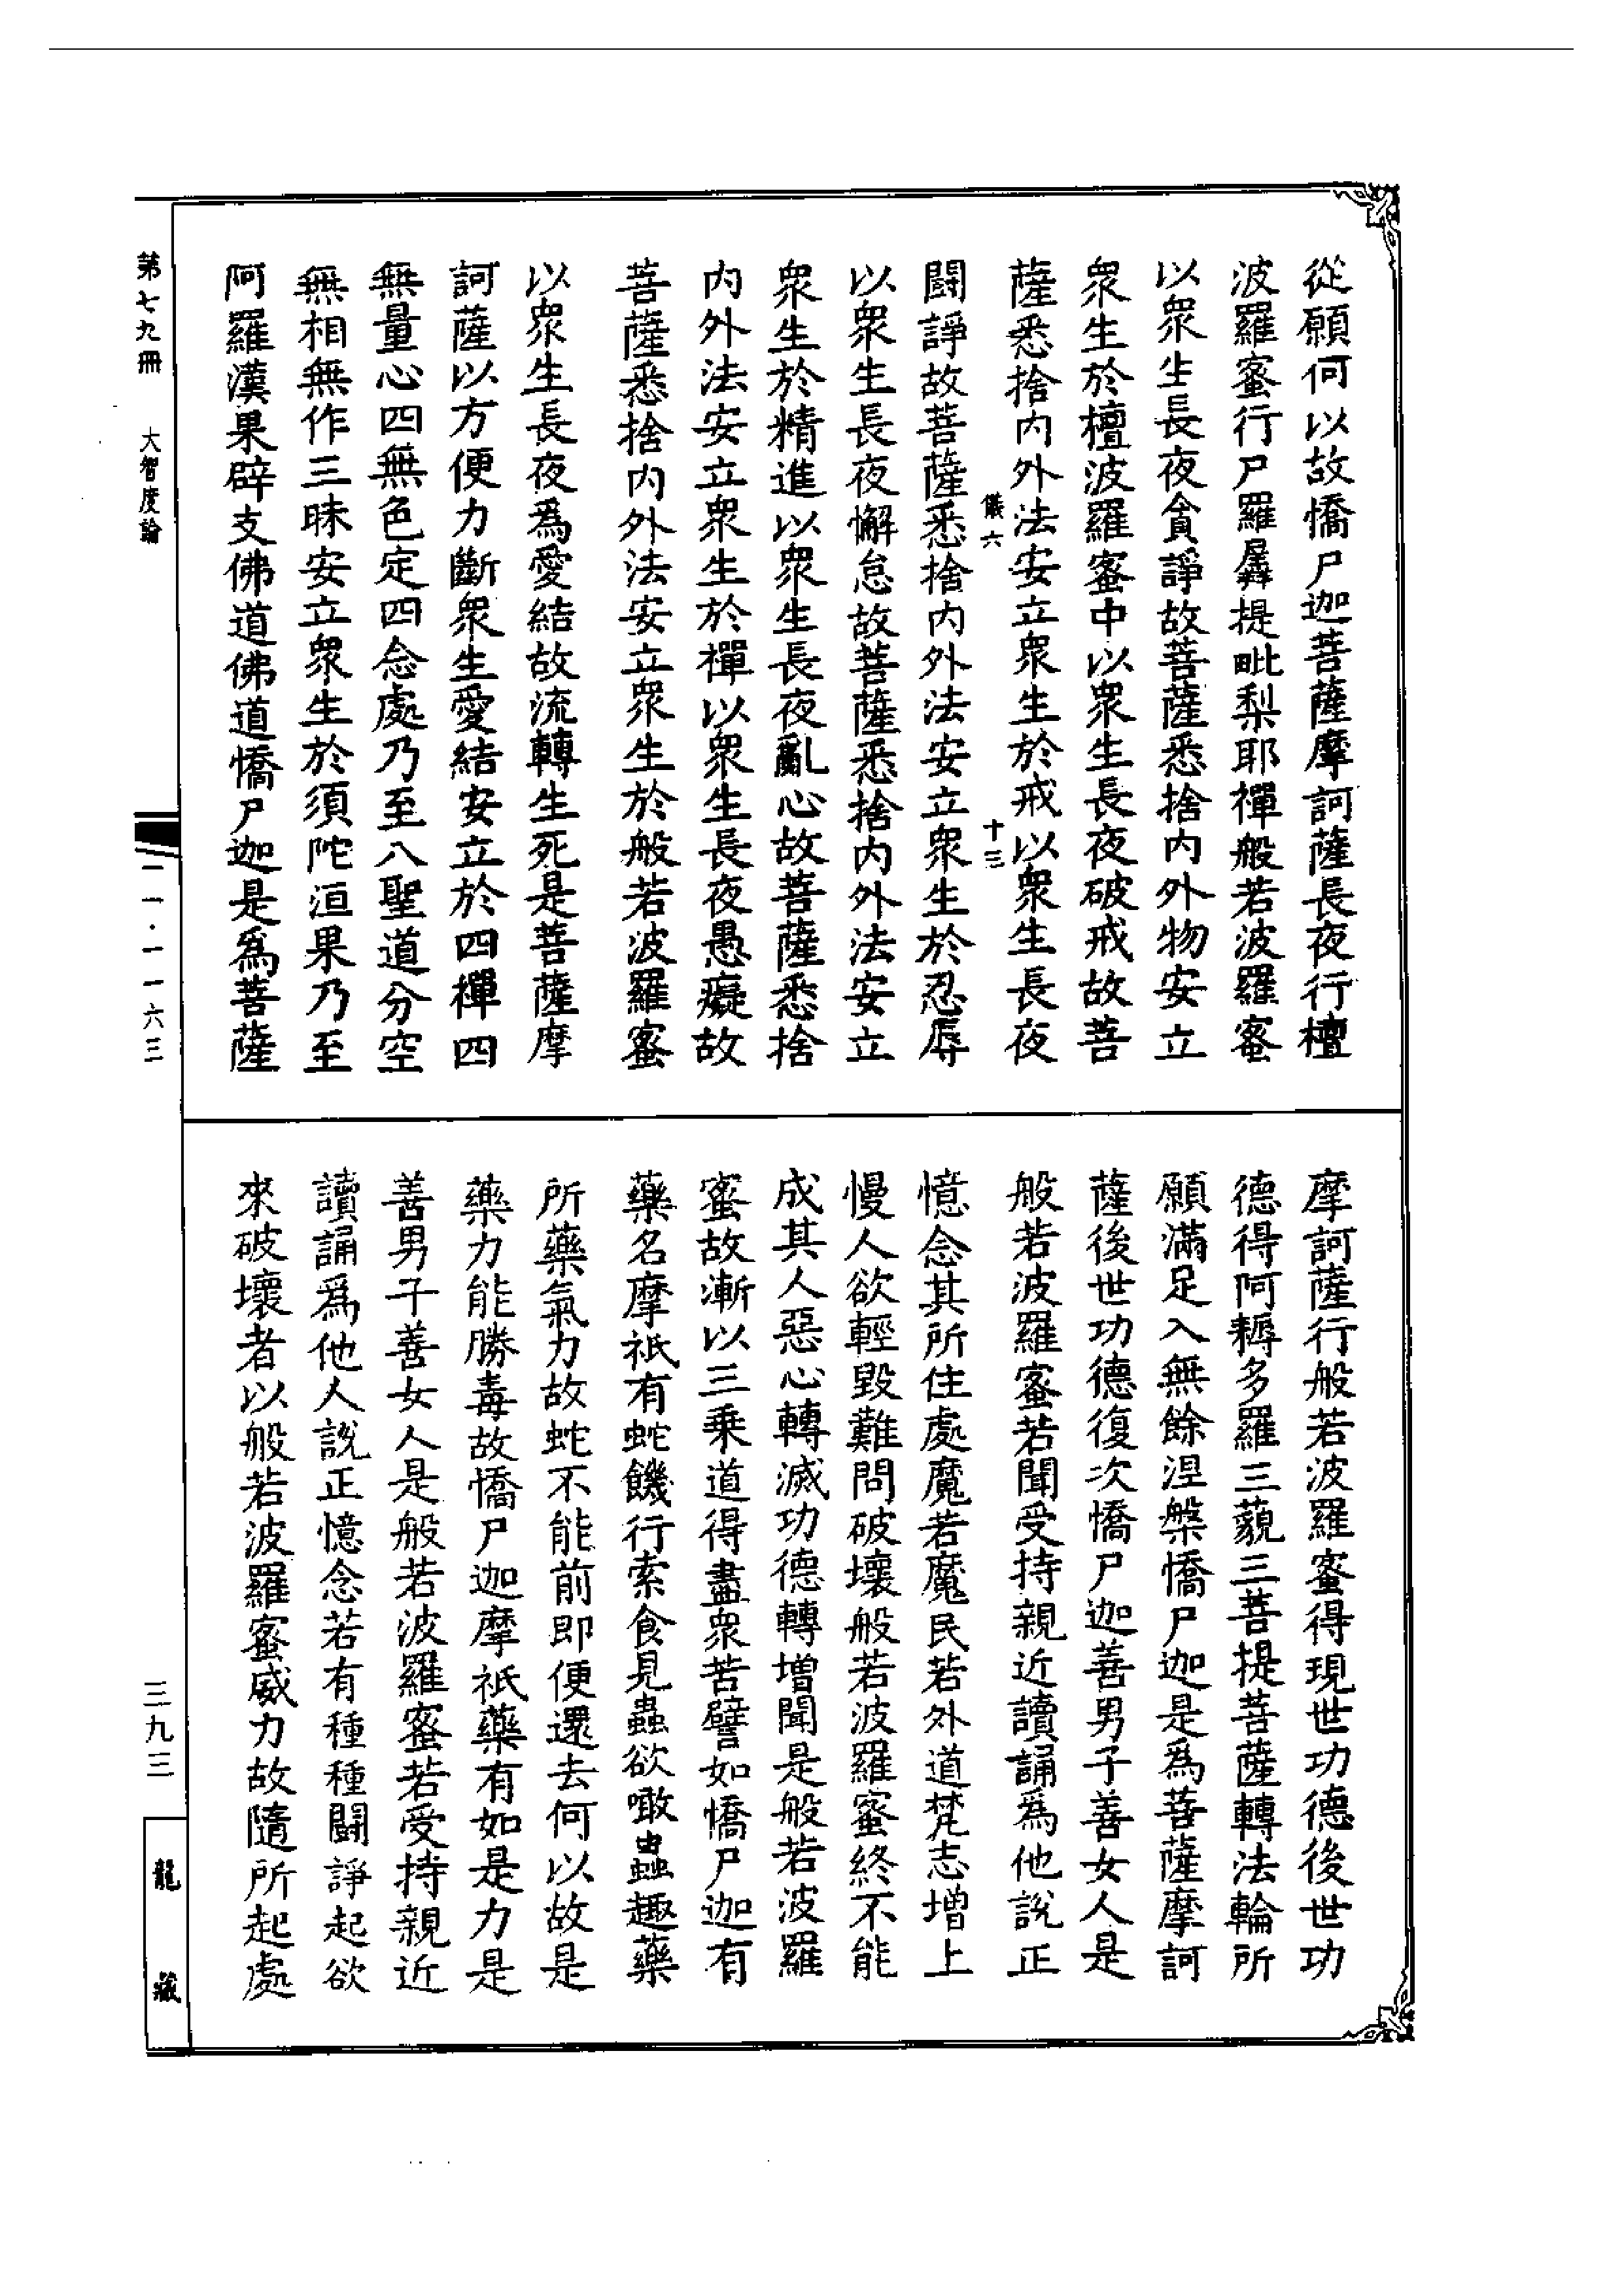 從願何以故憍尸迦菩薩摩訶薩長夜行檀
波羅蜜行尸羅羼提毗梨耶禪般若波羅蜜
以眾生長夜貪諍故菩薩悉捨內外物安立
眾生於檀波羅蜜中以眾生長夜破戒故菩
薩悉捨內外法安立眾生於戒以眾生長夜
儀六 十三
鬪諍故菩薩悉捨內外法安立眾生於忍辱
以眾生長夜懈怠故菩薩悉捨內外法安立
眾生於精進以眾生長夜亂心故菩薩悉捨
內外法安立眾生於禪以眾生長夜愚癡故
菩薩悉捨內外法安立眾生於般若波羅蜜
以眾生長夜爲愛結故流轉生死是菩薩摩
訶薩以方便力斷眾生愛結安立於四禪四
無量心四無色定四念處乃至八聖道分空
無相無作三昧安立眾生於須陀洹果乃至
阿羅漢果辟支佛道佛道憍尸迦是爲菩薩
摩訶薩行般若波羅蜜得現世功德後世功
德得阿耨多羅三藐三菩提菩薩轉法輪所
願滿足入無餘涅槃憍尸迦是爲菩薩摩訶
薩後世功德復次憍尸迦善男子善女人是
般若波羅蜜若聞受持親近讀誦爲他說正
憶念其所住處魔若魔民若外道梵志增上
慢人欲輕毀難問破壞般若波羅蜜終不能
成其人惡心轉滅功德轉增聞是般若波羅
蜜故漸以三乘道得盡眾苦譬如憍尸迦有
藥名摩祇有蛇饑行索食見蟲欲噉蟲趣藥
所藥氣力故蛇不能前即便還去何以故是
藥力能勝毒故憍尸迦摩祇藥有如是力是
善男子善女人是般若波羅蜜若受持親近
讀誦爲他人說正憶念若有種種鬪諍起欲
來破壞者以般若波羅蜜威力故隨所起處
第七九冊 大智度論
二一·一一六三
三九三
龍藏